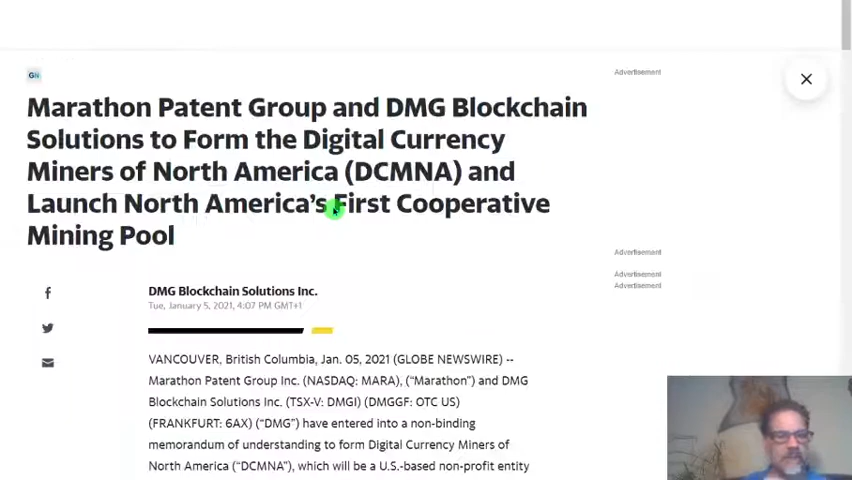 GN
Advertisement
Marathon Patent Group and DMG Blockchain
Solutions to Form the Digital Currency
Miners of North America (DCMNA) and
Launch North America’s First Cooperative
Mining Pool
Advertisement
Advertisement
Advertisement
DMG Blockchain Solutions Inc.
Tue, January 5, 2021, 4:07 PM GMT+1
VANCOUVER, British Columbia, Jan. 05, 2021 (GLOBE NEWSWIRE) --
Marathon Patent Group Inc. (NASDAQ: MARA), (“Marathon”) and DMG
Blockchain Solutions Inc. (TSX-V: DMGI) (DMGGF: OTC US)
(FRANKFURT: 6AX) (“DMG”) have entered into a non-binding
memorandum of understanding to form Digital Currency Miners of
North America (“DCMNA”), which will be a U.S.-based non-profit entity